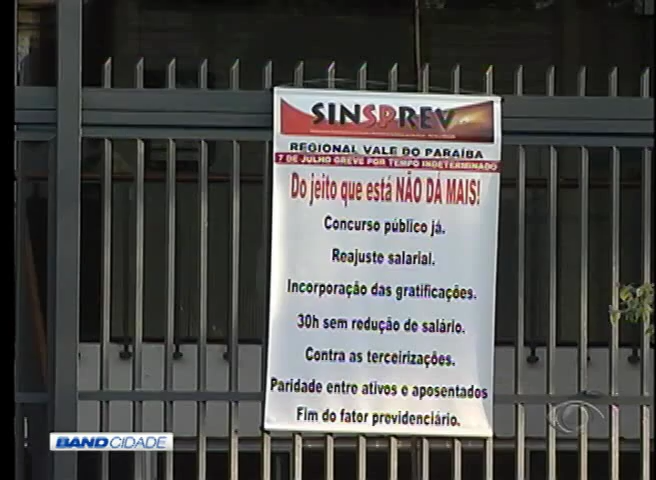 SINSPREV
REGIONAL VALE DO PARAÍBA
7 DE JULHO GREVE POR TEMPO INDETERMINADO
Do jeito que está NÃO DÁ MAIS!
Concurso público já.
Reajuste salarial.
Incorporação das gratificações.
30h sem redução de salário.
Contra as terceirizações.
Paridade entre ativos e aposentados
Fim do fator previdenciário.
BAND CIDADE